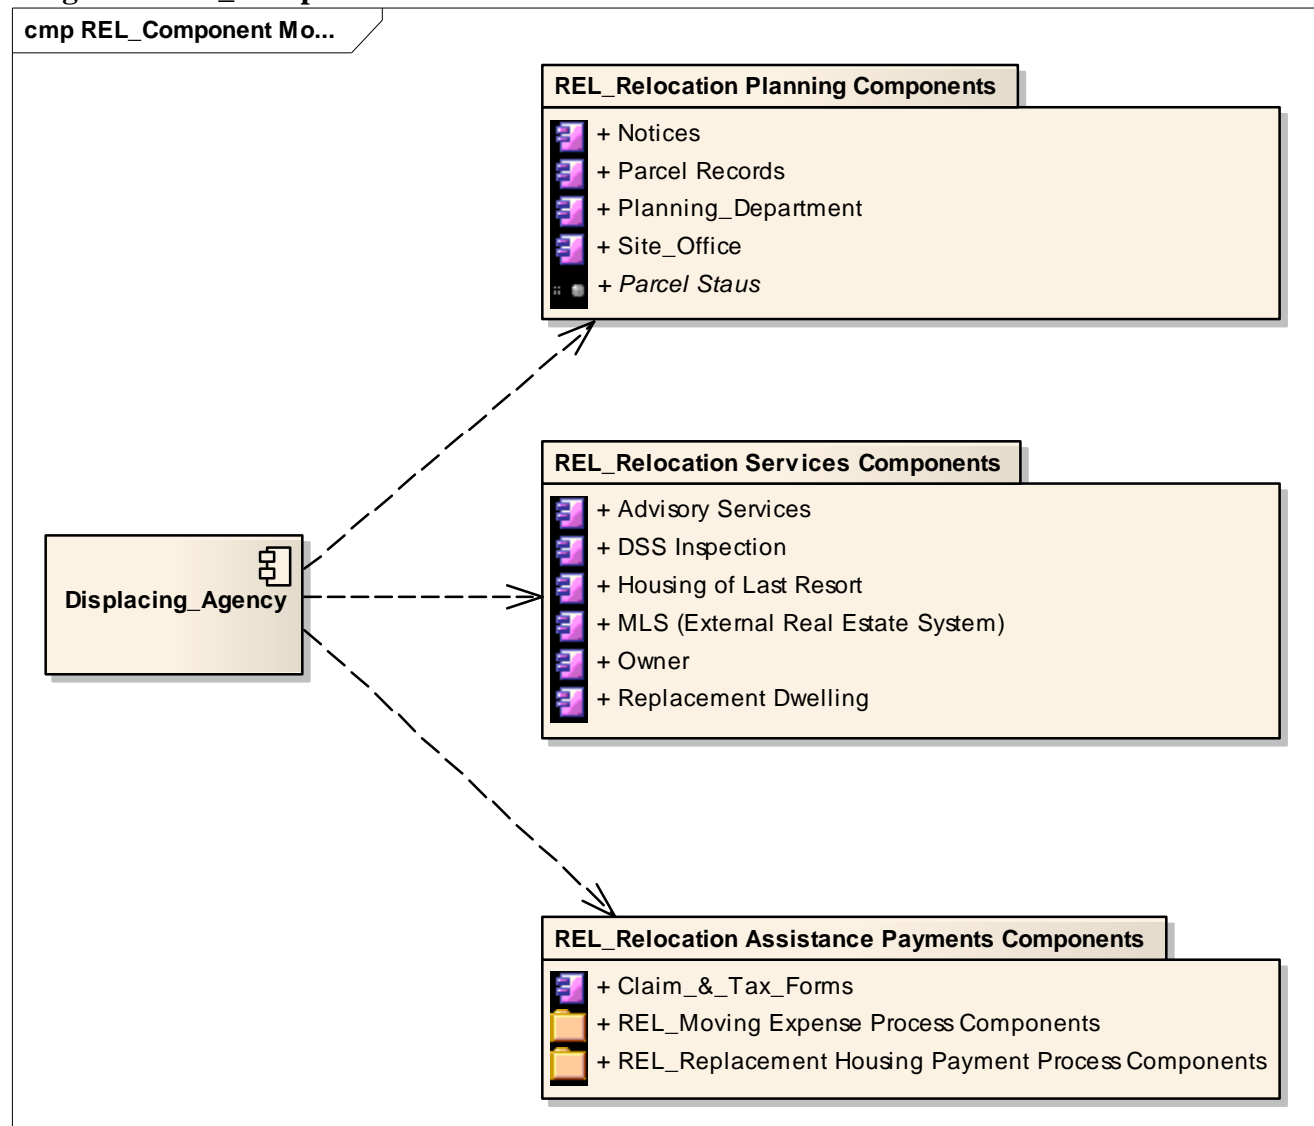 cmp REL_Component Mo...
REL_Relocation Planning Components
+ Notices
+ Parcel Records
+ Planning_Department
+ Site_Office
+ Parcel Staus
REL_Relocation Services Components
+ Advisory Services
+ DSS Inspection
+ Housing of Last Resort
+ MLS (External Real Estate System)
+ Owner
+ Replacement Dwelling
Displacing_Agency
REL_Relocation Assistance Payments Components
+ Claim_&_Tax_Forms
+ REL_Moving Expense Process Components
+ REL_Replacement Housing Payment Process Components